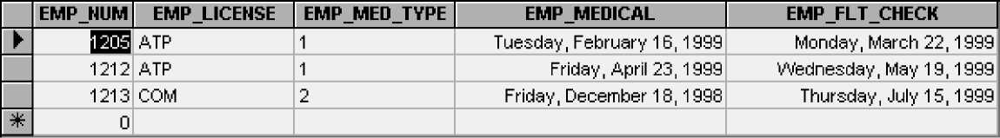 EMP_NUM EMP_LICENSE EMP_MED_TYPE EMP_MEDICAL EMP_FLT_CHECK
1205 ATP 1 Tuesday, February 16, 1999 Monday, March 22, 1999
1212 ATP 1 Friday, April 23, 1999 Wednesday, May 19, 1999
1213 COM 2 Friday, December 18, 1998 Thursday, July 15, 1999
0